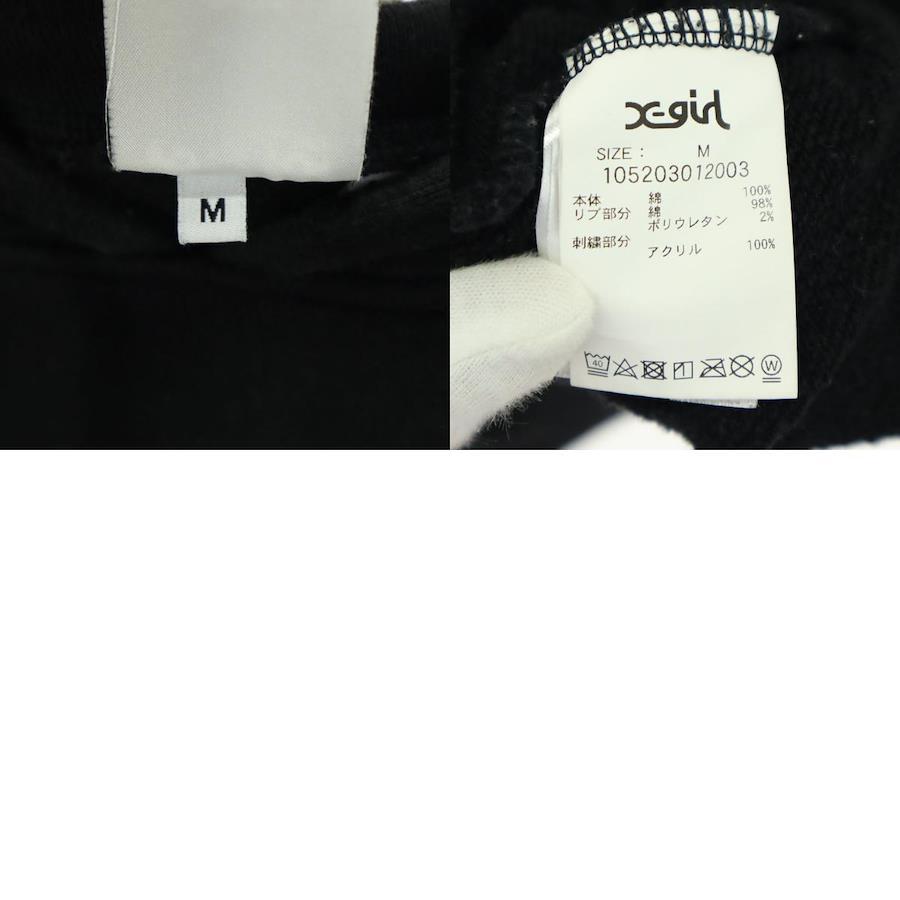 M
X-girl
SIZE : M
105203012003
本体 綿 100%
リブ部分 綿 98%
ポリウレタン 2%
刺繍部分 アクリル 100%
40
W